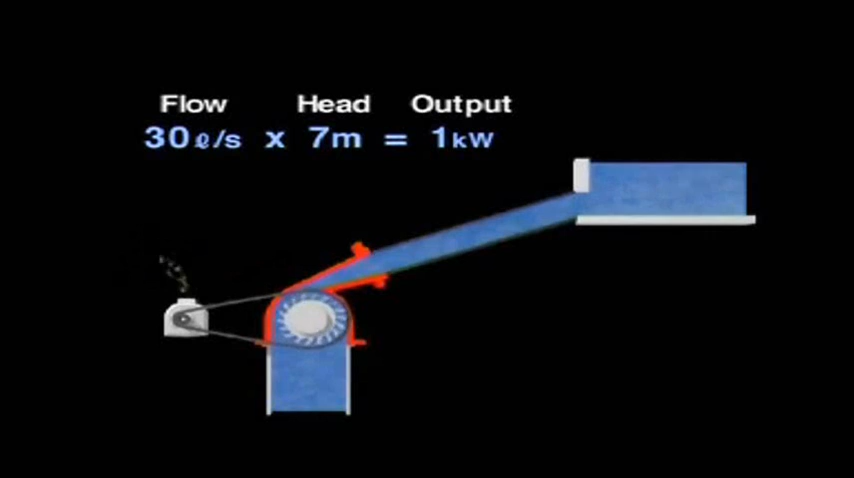 Flow Head Output
30ℓ/s x 7m = 1kW